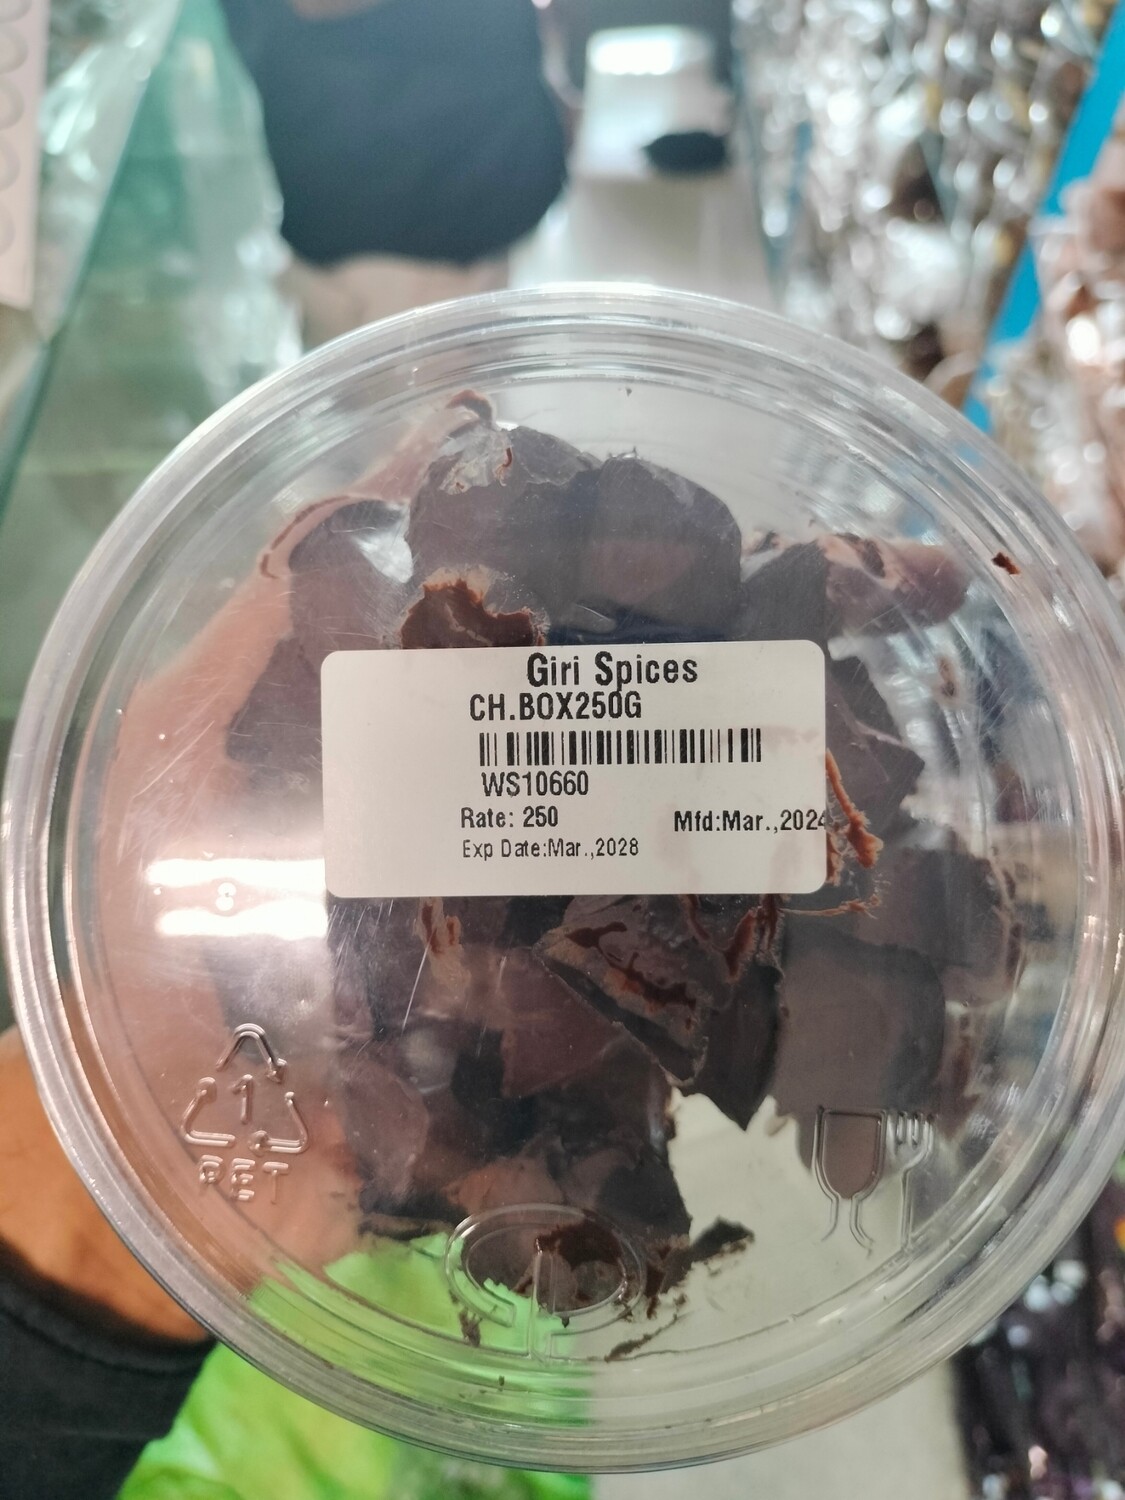 Giri Spices
CH.BOX250G
WS10660
Rate: 250
Mfd:Mar.,2024
Exp Date:Mar.,2028
1
PET